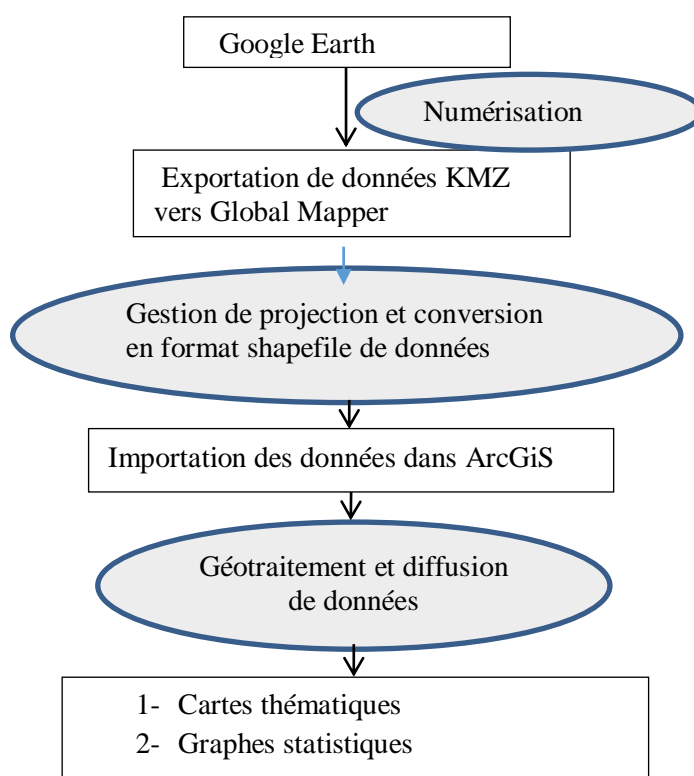 Google Earth
Numérisation
Exportation de données KMZ
vers Global Mapper
Gestion de projection et conversion
en format shapefile de données
Importation des données dans ArcGiS
Géotraitement et diffusion
de données
1- Cartes thématiques
2- Graphes statistiques